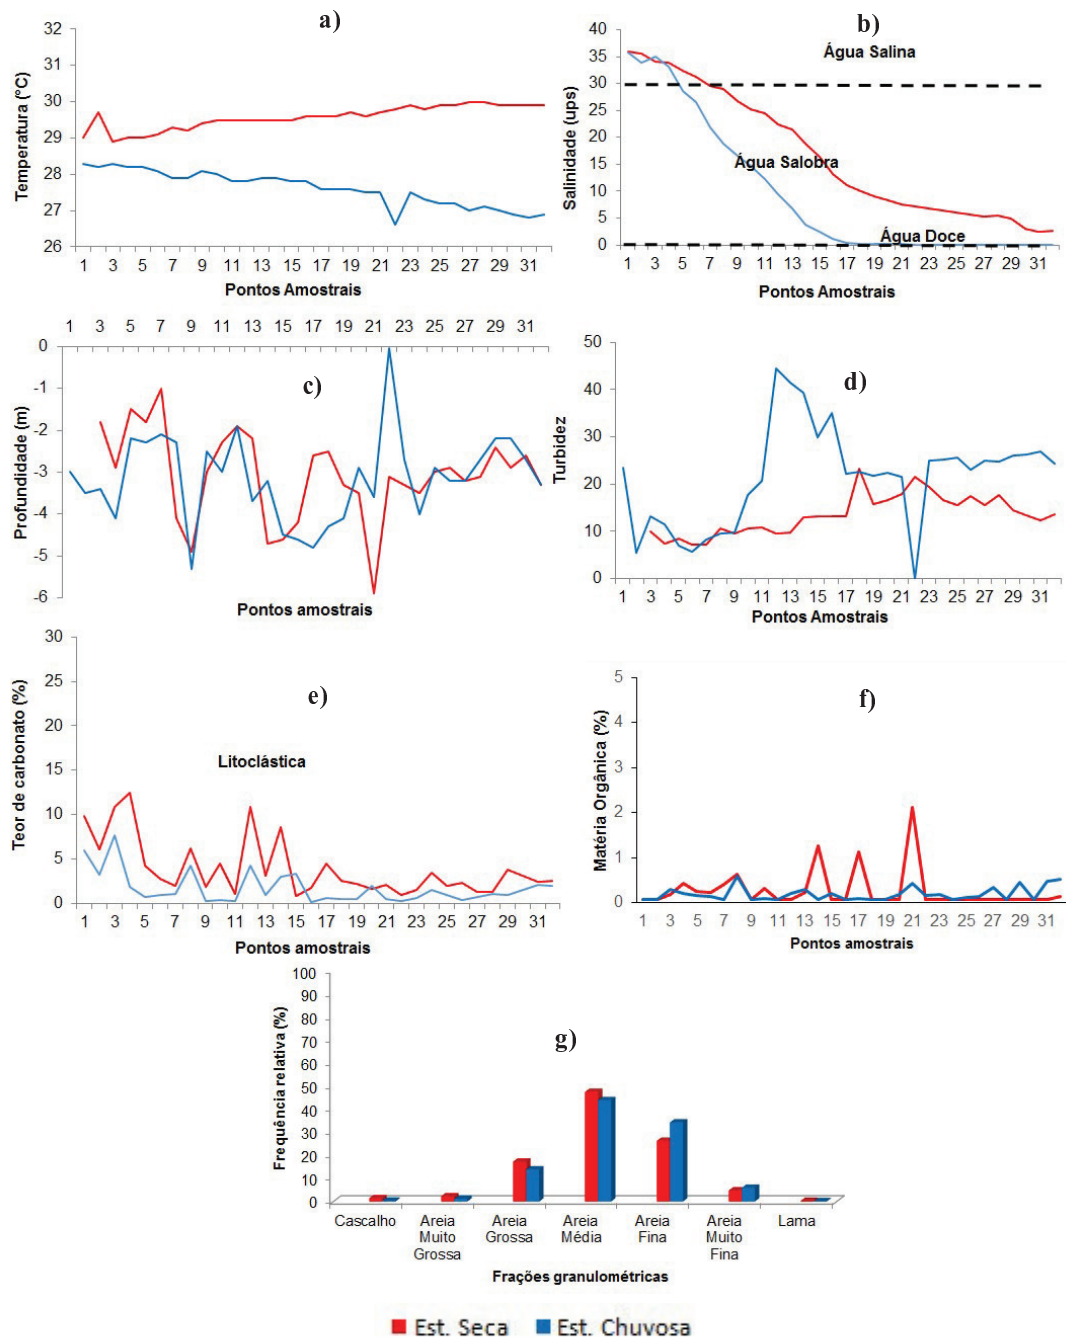 a)
Temperatura (°C)
32
31
30
29
28
27
26
1 3 5 7 9 11 13 15 17 19 21 23 25 27 29 31
Pontos Amostrais
b)
Salinidade (ups)
40
35
30
25
20
15
10
5
0
Água Salina
Água Salobra
Água Doce
1 3 5 7 9 11 13 15 17 19 21 23 25 27 29 31
Pontos Amostrais
1 3 5 7 9 11 13 15 17 19 21 23 25 27 29 31
c)
Profundidade (m)
0
-1
-2
-3
-4
-5
-6
Pontos amostrais
d)
Turbidez
50
40
30
20
10
0
1 3 5 7 9 11 13 15 17 19 21 23 25 27 29 31
Pontos Amostrais
e)
Teor de carbonato (%)
30
25
20
15
10
5
0
Litoclástica
1 3 5 7 9 11 13 15 17 19 21 23 25 27 29 31
Pontos amostrais
f)
Matéria Orgânica (%)
5
4
3
2
1
0
1 3 5 7 9 11 13 15 17 19 21 23 25 27 29 31
Pontos amostrais
g)
Frequência relativa (%)
100
90
80
70
60
50
40
30
20
10
0
Cascalho
Areia
Muito
Grossa
Areia
Grossa
Areia
Média
Areia
Fina
Areia
Muito
Fina
Lama
Frações granulométricas
Est. Seca
Est. Chuvosa